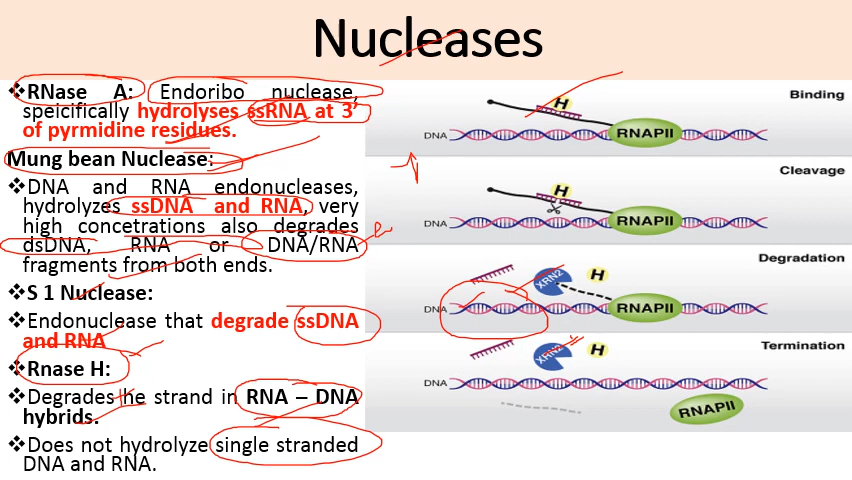 Nucleases
❖RNase A: Endoribo nuclease,
speicifically hydrolyses ssRNA at 3'
of pyrmidine residues.
Mung bean Nuclease:
❖DNA and RNA endonucleases,
hydrolyzes ssDNA and RNA, very
high concetrations also degrades
dsDNA, RNA or DNA/RNA
fragments from both ends.
❖S 1 Nuclease:
❖Endonuclease that degrade ssDNA
and RNA
❖Rnase H:
❖Degrades he strand in RNA – DNA
hybrids.
❖Does not hydrolyze single stranded
DNA and RNA.
Binding
H
DNA
RNAPII
Cleavage
H
DNA
RNAPII
Degradation
XRN2
H
DNA
RNAPII
Termination
XRN2
H
DNA
RNAPII